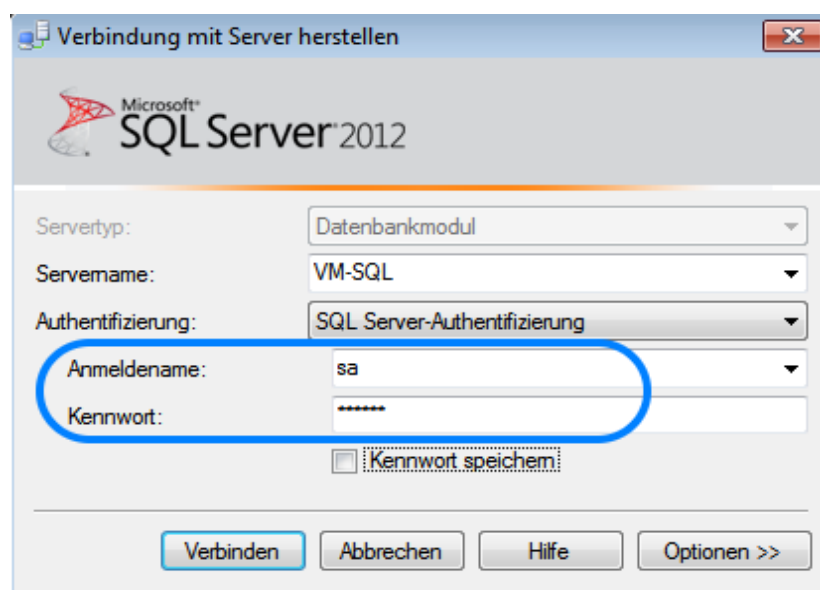 Verbindung mit Server herstellen
Microsoft®
SQL Server® 2012
Servertyp: Datenbankmodul
Servername: VM-SQL
Authentifizierung: SQL Server-Authentifizierung
Anmeldename: sa
Kennwort: ******
Kennwort speichern
Verbinden Abbrechen Hilfe Optionen >>